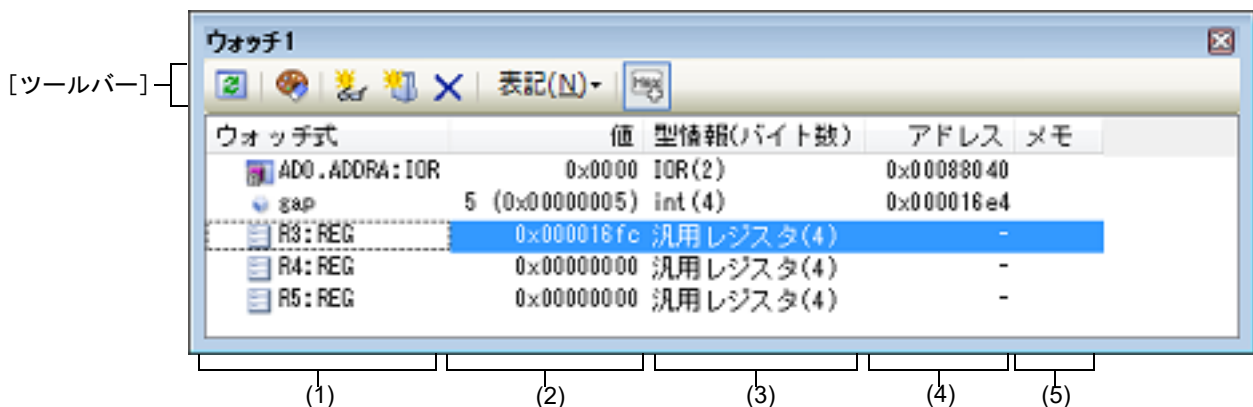 ウォッチ1
[ツールバー]
表記(N)
Hex
ウォッチ式 値 型情報(バイト数) アドレス メモ
AD0.ADDRA:IOR 0x0000 IOR(2) 0x00088040
gap 5 (0x00000005) int(4) 0x000016e4
R3:REG 0x000016fc 汎用レジスタ(4) -
R4:REG 0x00000000 汎用レジスタ(4) -
R5:REG 0x00000000 汎用レジスタ(4) -
(1) (2) (3) (4) (5)